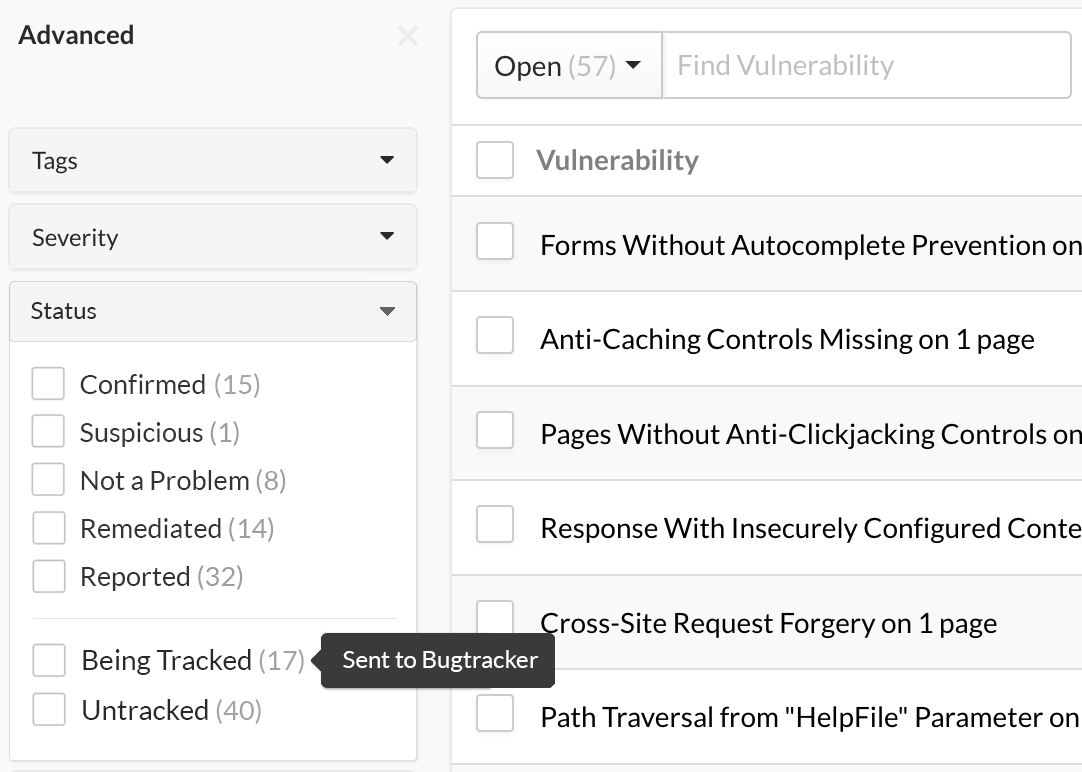 Advanced
Tags
Severity
Status
Confirmed (15)
Suspicious (1)
Not a Problem (8)
Remediated (14)
Reported (32)
Being Tracked (17)
Sent to Bugtracker
Untracked (40)
Open (57)
Find Vulnerability
Vulnerability
Forms Without Autocomplete Prevention on
Anti-Caching Controls Missing on 1 page
Pages Without Anti-Clickjacking Controls on
Response With Insecurely Configured Conte
Cross-Site Request Forgery on 1 page
Path Traversal from "HelpFile" Parameter on